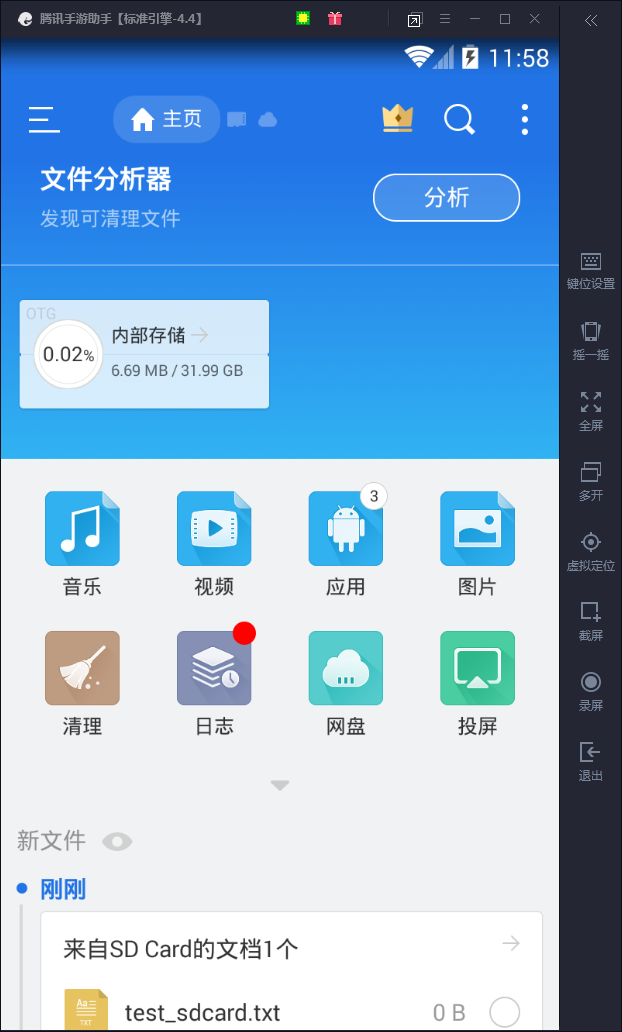 腾讯手游助手【标准引擎-4.4】
11:58
主页
文件分析器
发现可清理文件
分析
OTG
0.02%
内部存储
6.69 MB / 31.99 GB
音乐
视频
3
应用
图片
清理
日志
网盘
投屏
新文件
刚刚
来自SD Card的文档1个
Aa=
TXT
test_sdcard.txt
0 B
键位设置
摇一摇
全屏
多开
虚拟定位
截屏
录屏
退出